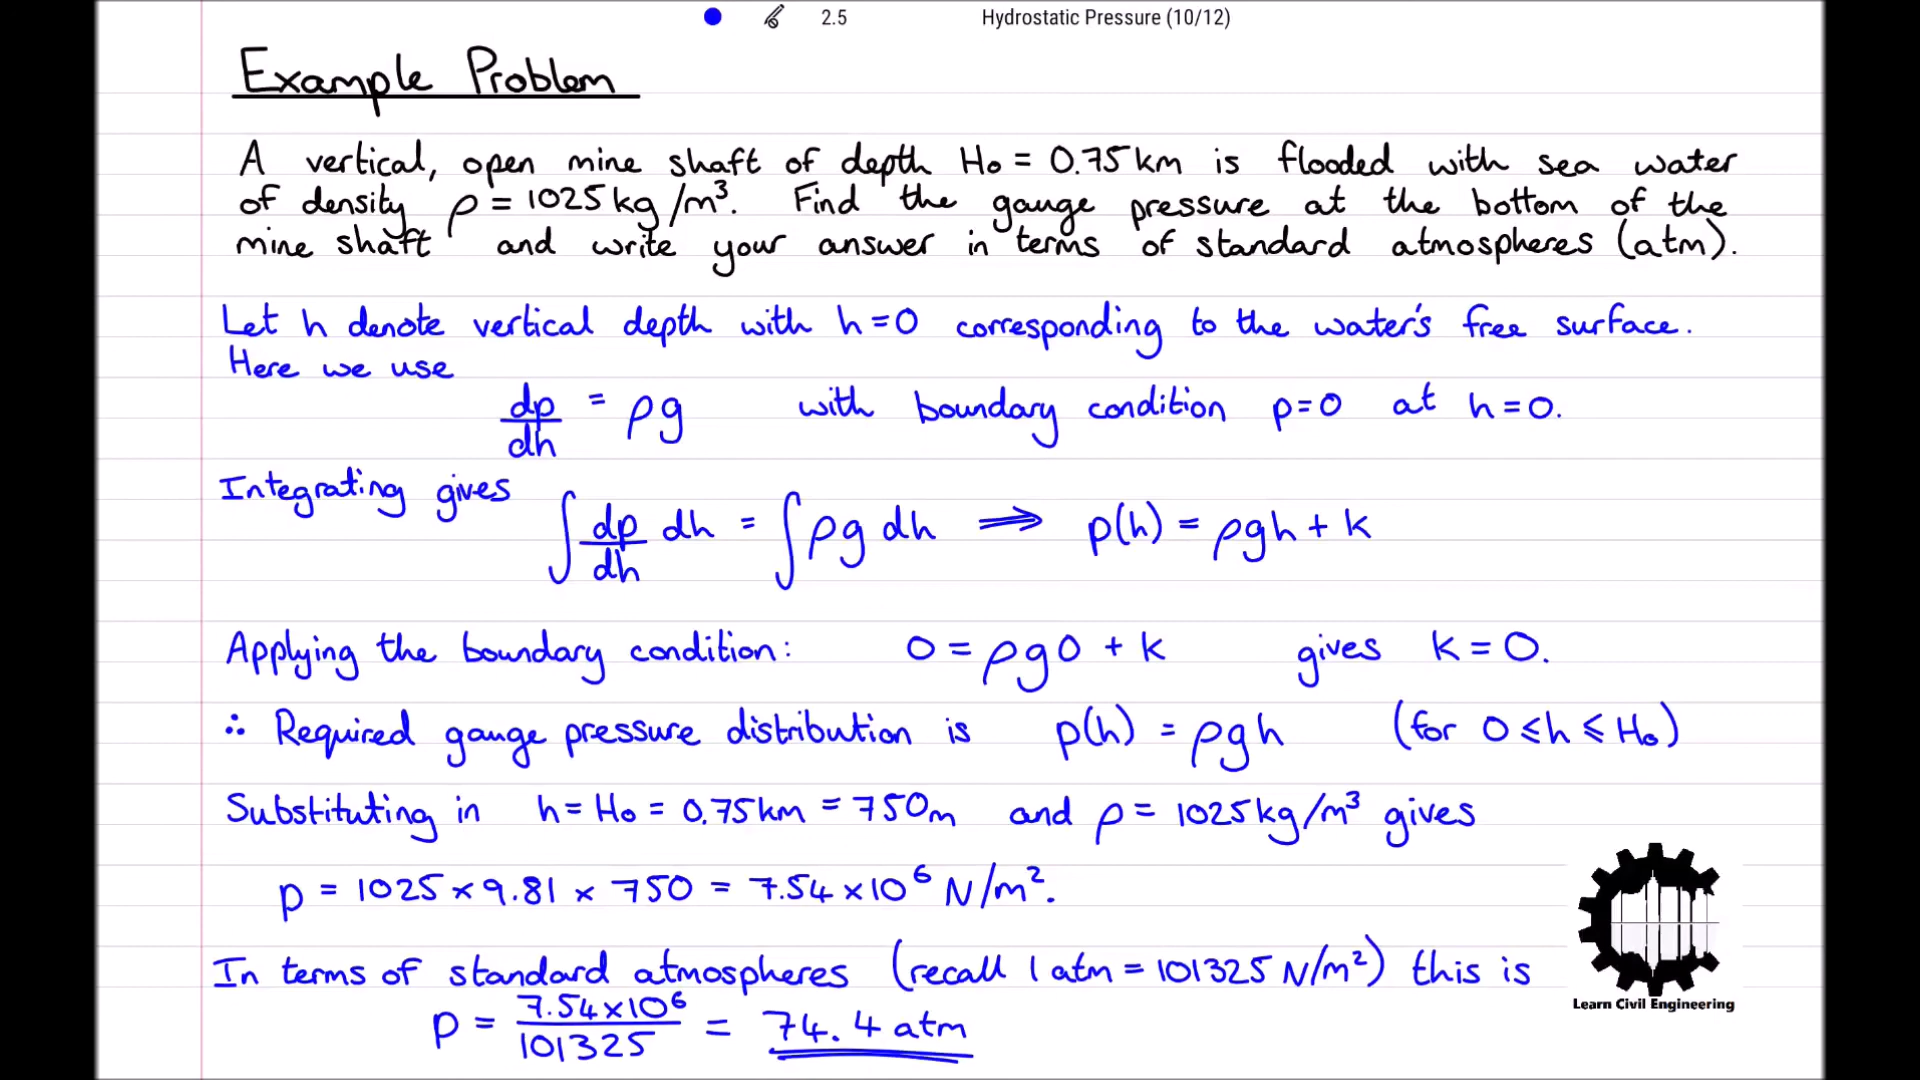 2.5 Hydrostatic Pressure (10/12)
Example Problem
A vertical, open mine shaft of depth H₀ = 0.75 km is flooded with sea water
of density ρ = 1025 kg/m³. Find the gauge pressure at the bottom of the
mine shaft and write your answer in terms of standard atmospheres (atm).
Let h denote vertical depth with h=0 corresponding to the water's free surface.
Here we use
dp/dh = ρg with boundary condition p=0 at h=0.
Integrating gives
∫ dp/dh dh = ∫ ρg dh ⟹ p(h) = ρgh + k
Applying the boundary condition: 0 = ρg0 + k gives k = 0.
∴ Required gauge pressure distribution is p(h) = ρgh (for 0 ≤ h ≤ H₀)
Substituting in h = H₀ = 0.75km = 750m and ρ = 1025kg/m³ gives
p = 1025 × 9.81 × 750 = 7.54 × 10⁶ N/m².
In terms of standard atmospheres (recall 1 atm = 101325 N/m²) this is
p = 7.54×10⁶/101325 = 74.4 atm
Learn Civil Engineering